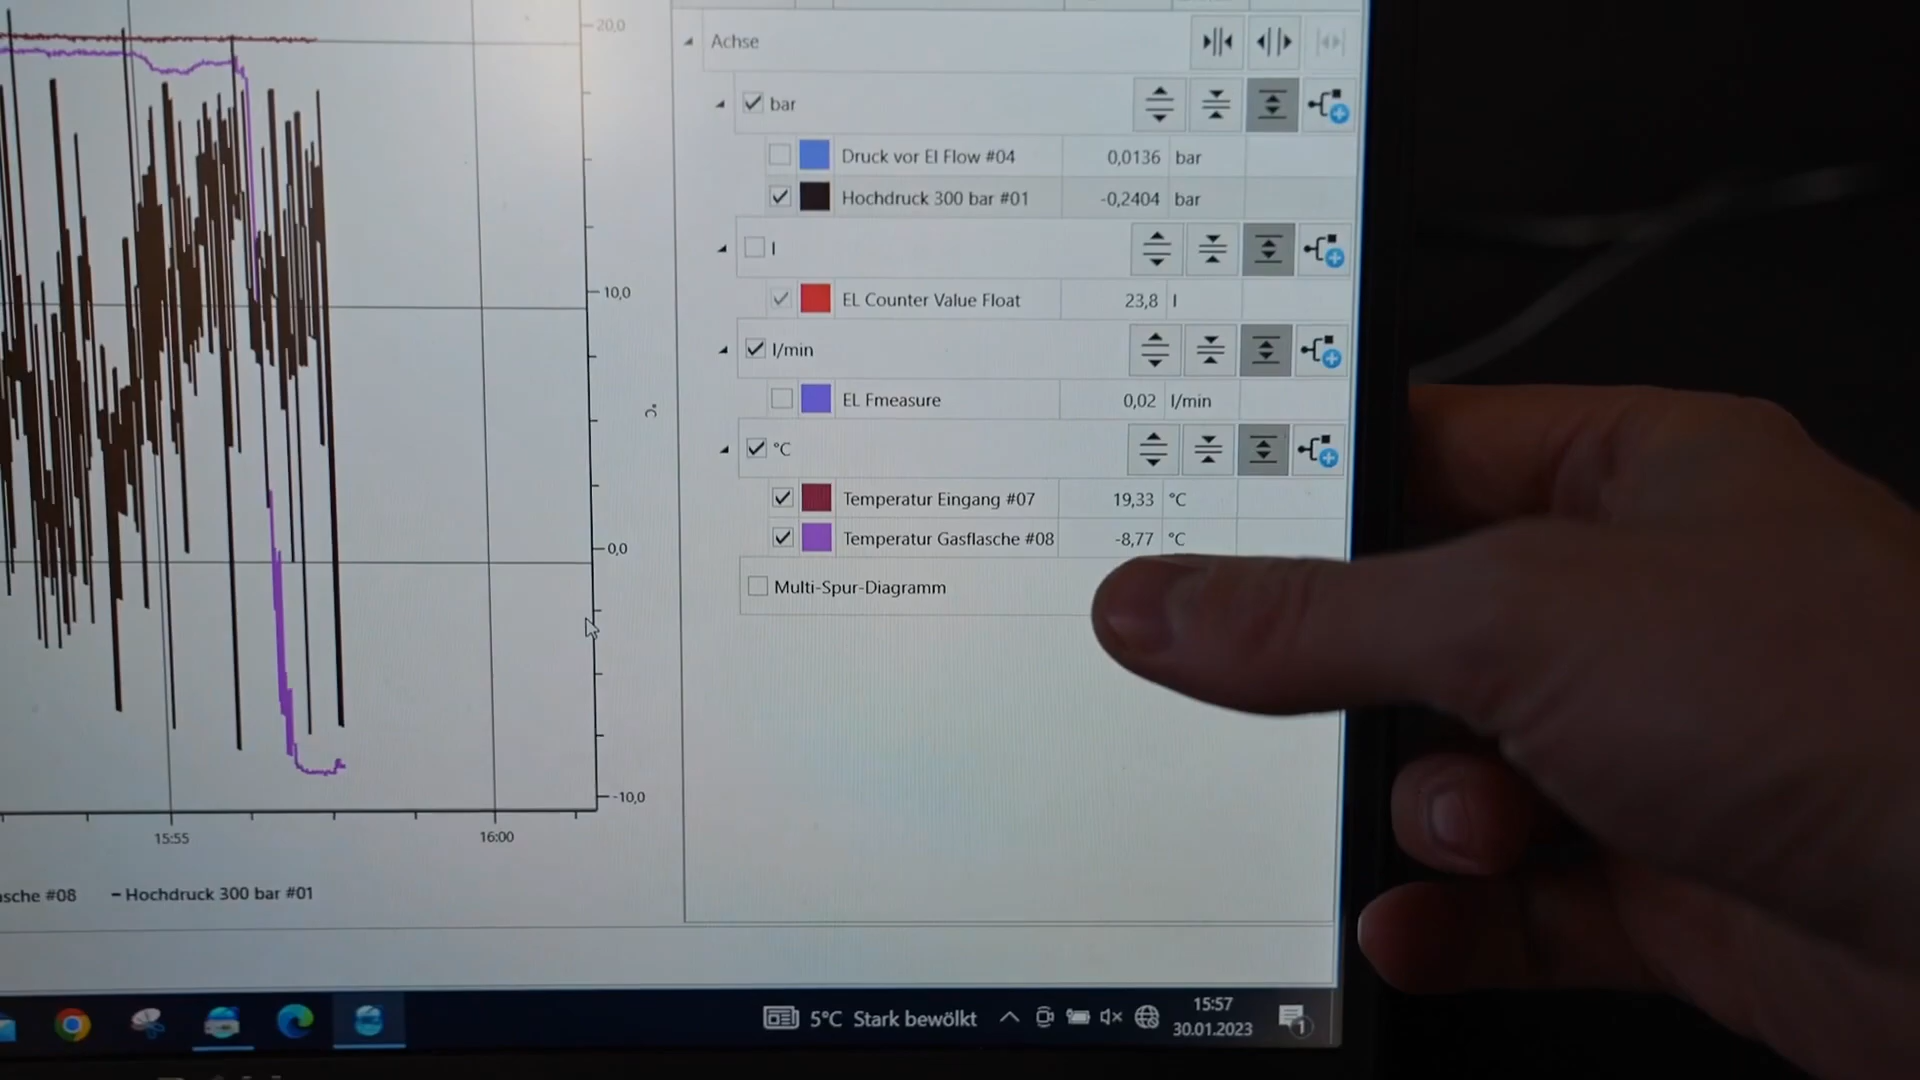 20,0
10,0
0,0
-10,0
°C
15:55
16:00
sche #08
Hochdruck 300 bar #01
Achse
bar
Druck vor El Flow #04 0,0136 bar
Hochdruck 300 bar #01 -0,2404 bar
l
EL Counter Value Float 23,8 l
l/min
EL Fmeasure 0,02 l/min
°C
Temperatur Eingang #07 19,33 °C
Temperatur Gasflasche #08 -8,77 °C
Multi-Spur-Diagramm
5°C Stark bewölkt
15:57
30.01.2023
1